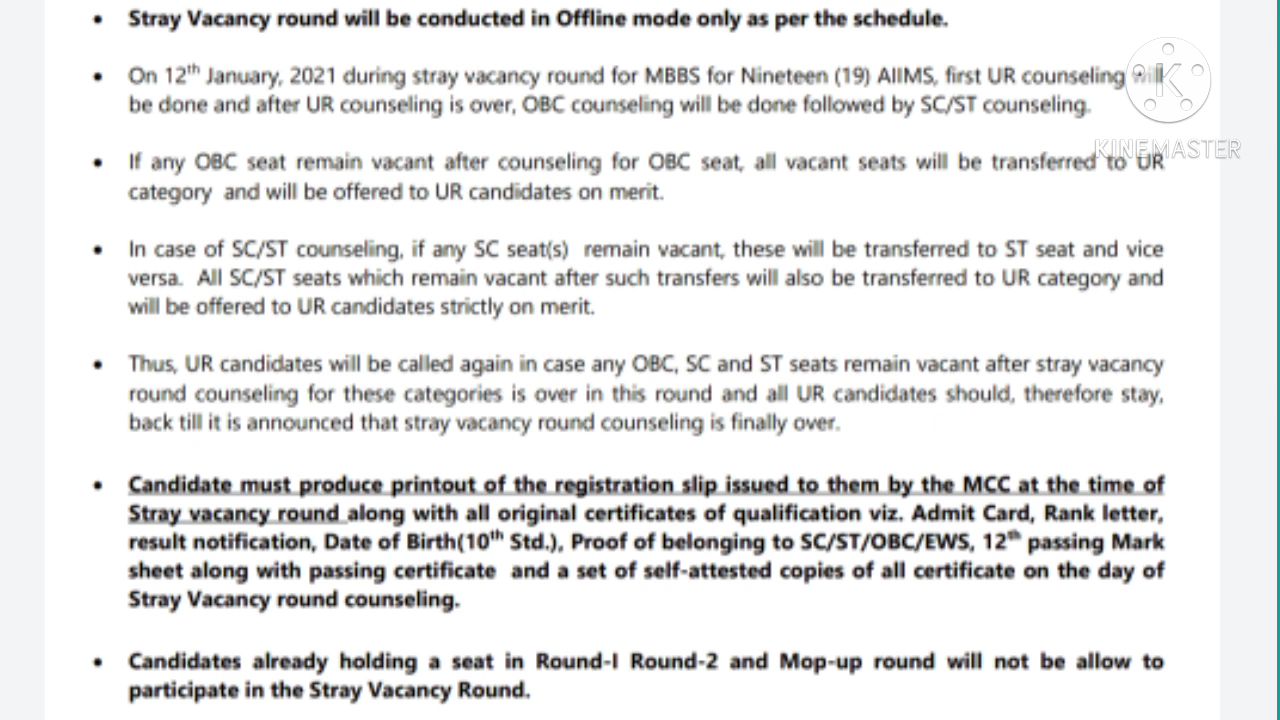 • Stray Vacancy round will be conducted in Offline mode only as per the schedule.
• On 12th January, 2021 during stray vacancy round for MBBS for Nineteen (19) AIIMS, first UR counseling will
be done and after UR counseling is over, OBC counseling will be done followed by SC/ST counseling.
• If any OBC seat remain vacant after counseling for OBC seat, all vacant seats will be transferred to UR
category and will be offered to UR candidates on merit.
• In case of SC/ST counseling, if any SC seat(s) remain vacant, these will be transferred to ST seat and vice
versa. All SC/ST seats which remain vacant after such transfers will also be transferred to UR category and
will be offered to UR candidates strictly on merit.
• Thus, UR candidates will be called again in case any OBC, SC and ST seats remain vacant after stray vacancy
round counseling for these categories is over in this round and all UR candidates should, therefore stay,
back till it is announced that stray vacancy round counseling is finally over.
• Candidate must produce printout of the registration slip issued to them by the MCC at the time of
Stray vacancy round along with all original certificates of qualification viz. Admit Card, Rank letter,
result notification, Date of Birth(10th Std.), Proof of belonging to SC/ST/OBC/EWS, 12th passing Mark
sheet along with passing certificate and a set of self-attested copies of all certificate on the day of
Stray Vacancy round counseling.
• Candidates already holding a seat in Round-I Round-2 and Mop-up round will not be allow to
participate in the Stray Vacancy Round.
K
KINEMASTER